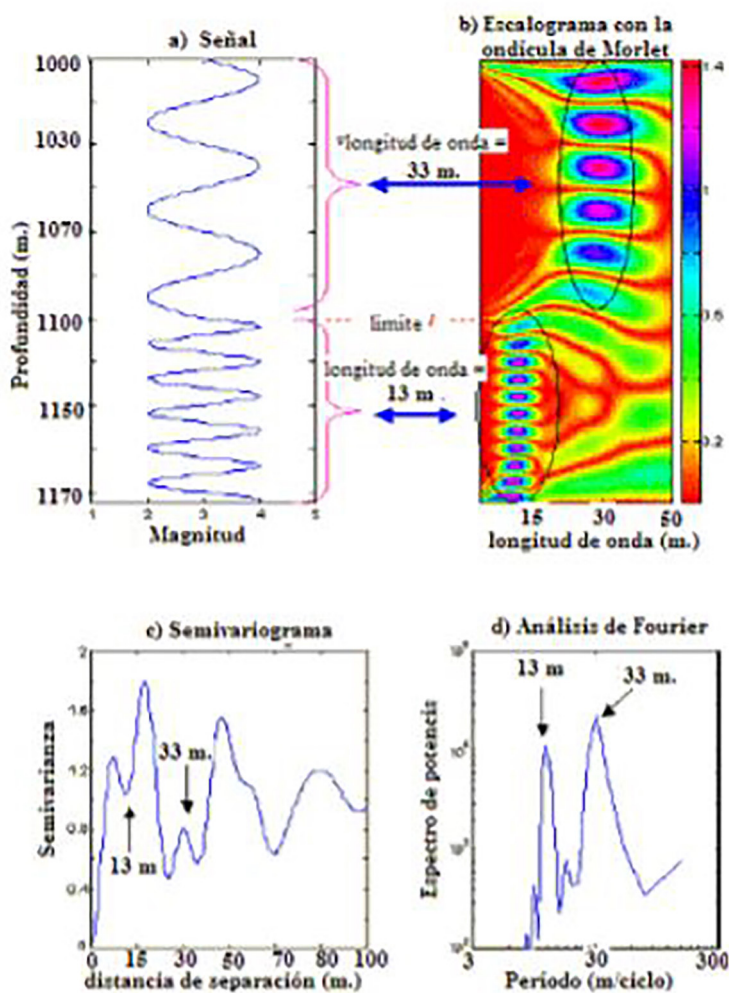 a) Señal
1000
1030
1070
1100
1150
1170
Profundidad (m.)
1 2 3 4 5
Magnitud
longitud de onda =
33 m.
limite l
longitud de onda =
13 m.
b) Escalograma con la
ondícula de Morlet
1.4
1
0.6
0.2
15 30 50
longitud de onda (m.)
c) Semivariograma
2
1.6
1.2
0.8
0.4
0
Semivarianza
13 m
33 m.
0 15 30 50 70 80 100
distancia de separación (m.)
d) Análisis de Fourier
13 m
33 m.
Espectro de potencis
3 30 300
Período (m/ciclo)